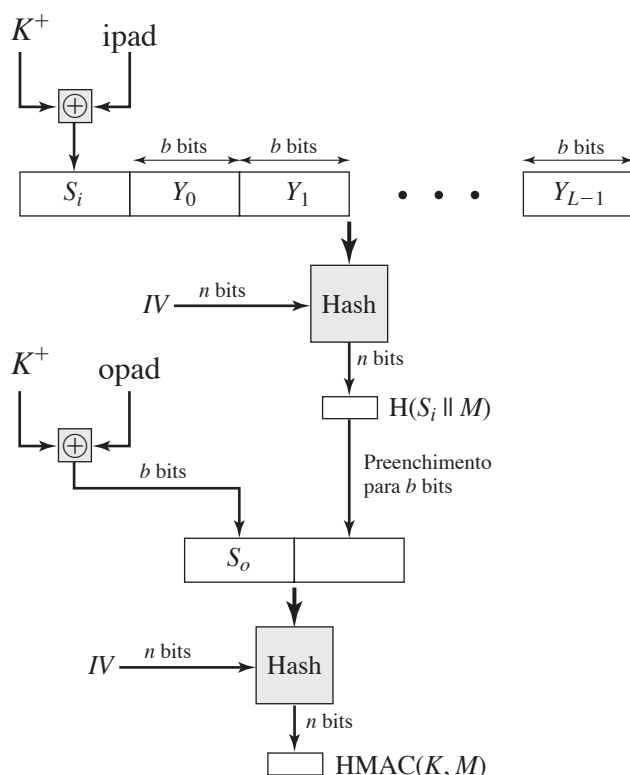 K+ ipad
⊕
b bits b bits b bits
Si Y0 Y1 • • • YL−1
IV n bits Hash
n bits
K+ opad
H(Si || M)
⊕
b bits
Preenchimento
para b bits
So
IV n bits Hash
n bits
HMAC(K, M)